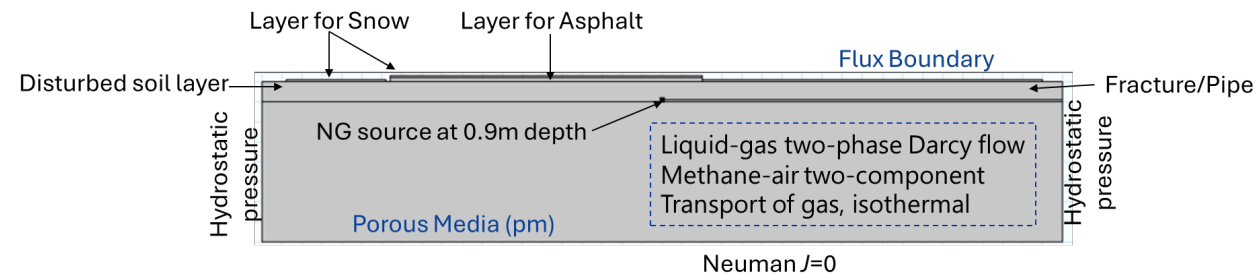 Layer for Snow
Layer for Asphalt
Flux Boundary
Disturbed soil layer
Fracture/Pipe
NG source at 0.9m depth
Hydrostatic
pressure
Liquid-gas two-phase Darcy flow
Methane-air two-component
Transport of gas, isothermal
Hydrostatic
pressure
Porous Media (pm)
Neuman J=0